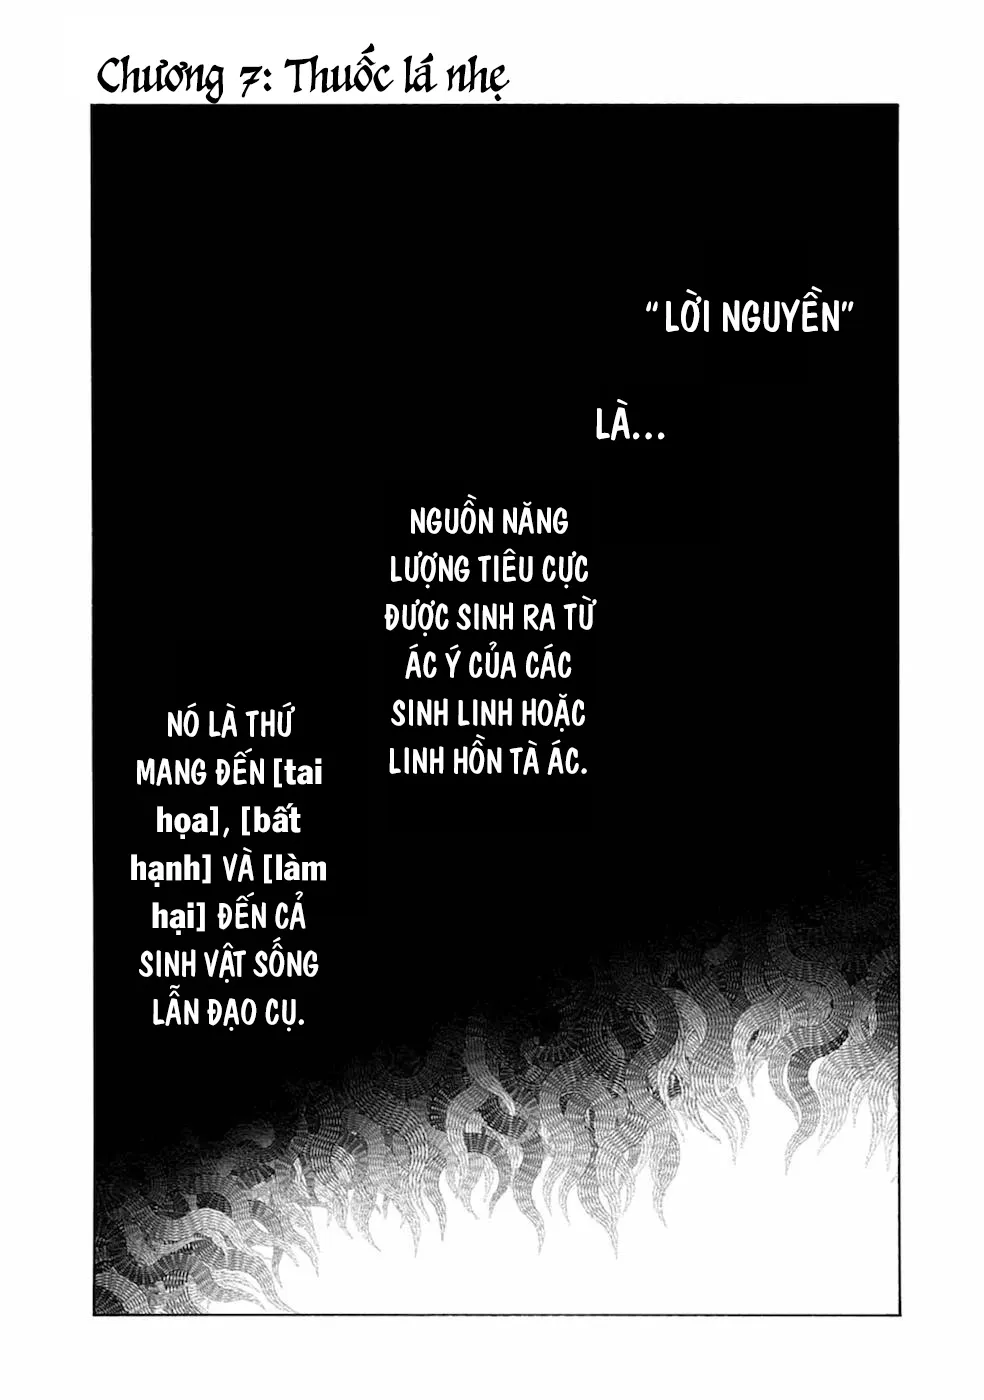 Chương 7: Thuốc lá nhẹ
“LỜI NGUYỀN”
LÀ...
NGUỒN NĂNG
LƯỢNG TIÊU CỰC
ĐƯỢC SINH RA TỪ
ÁC Ý CỦA CÁC
SINH LINH HOẶC
LINH HỒN TÀ ÁC.
NÓ LÀ THỨ
MANG ĐẾN [tai
họa], [bất
hạnh] VÀ [làm
hại] ĐẾN CẢ
SINH VẬT SỐNG
LẪN ĐẠO CỤ.